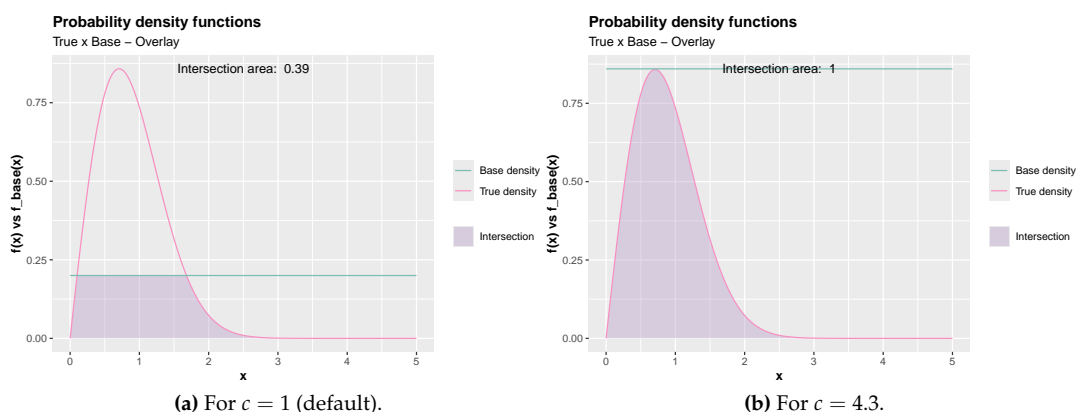 Probability density functions
True x Base − Overlay
Intersection area: 0.39
f(x) vs f_base(x)
0.75
0.50
0.25
0.00
0 1 2 3 4 5
x
Base density
True density
Intersection
(a) For c = 1 (default).
Probability density functions
True x Base − Overlay
Intersection area: 1
f(x) vs f_base(x)
0.75
0.50
0.25
0.00
0 1 2 3 4 5
x
Base density
True density
Intersection
(b) For c = 4.3.